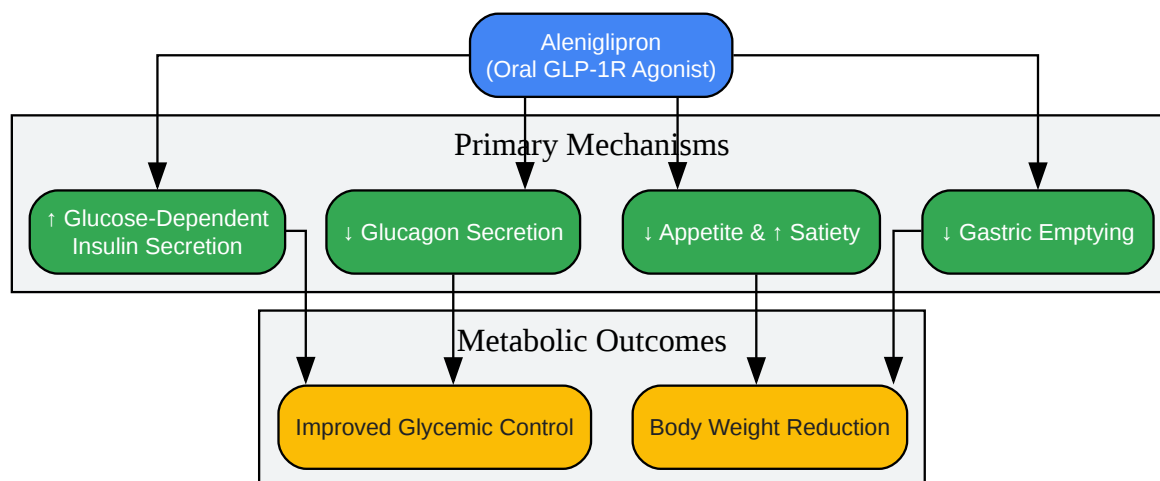 Aleniglipron
(Oral GLP-1R Agonist)
Primary Mechanisms
↑ Glucose-Dependent
Insulin Secretion
↓ Glucagon Secretion
↓ Appetite & ↑ Satiety
↓ Gastric Emptying
Metabolic Outcomes
Improved Glycemic Control
Body Weight Reduction